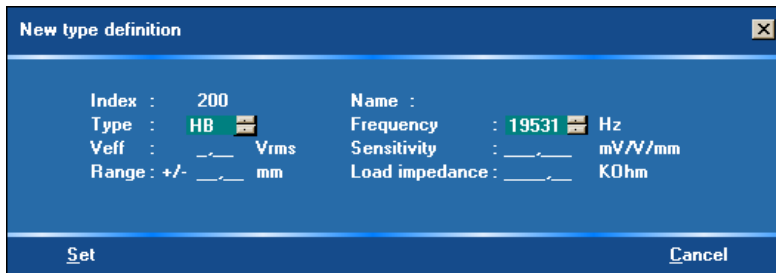 New type definition
Index : 200 Name :
Type : HB Frequency : 19531 Hz
Veff : _,__ Vrms Sensitivity : ___,___ mV/V/mm
Range : +/- __,__ mm Load impedance : ____,__ KOhm
Set Cancel